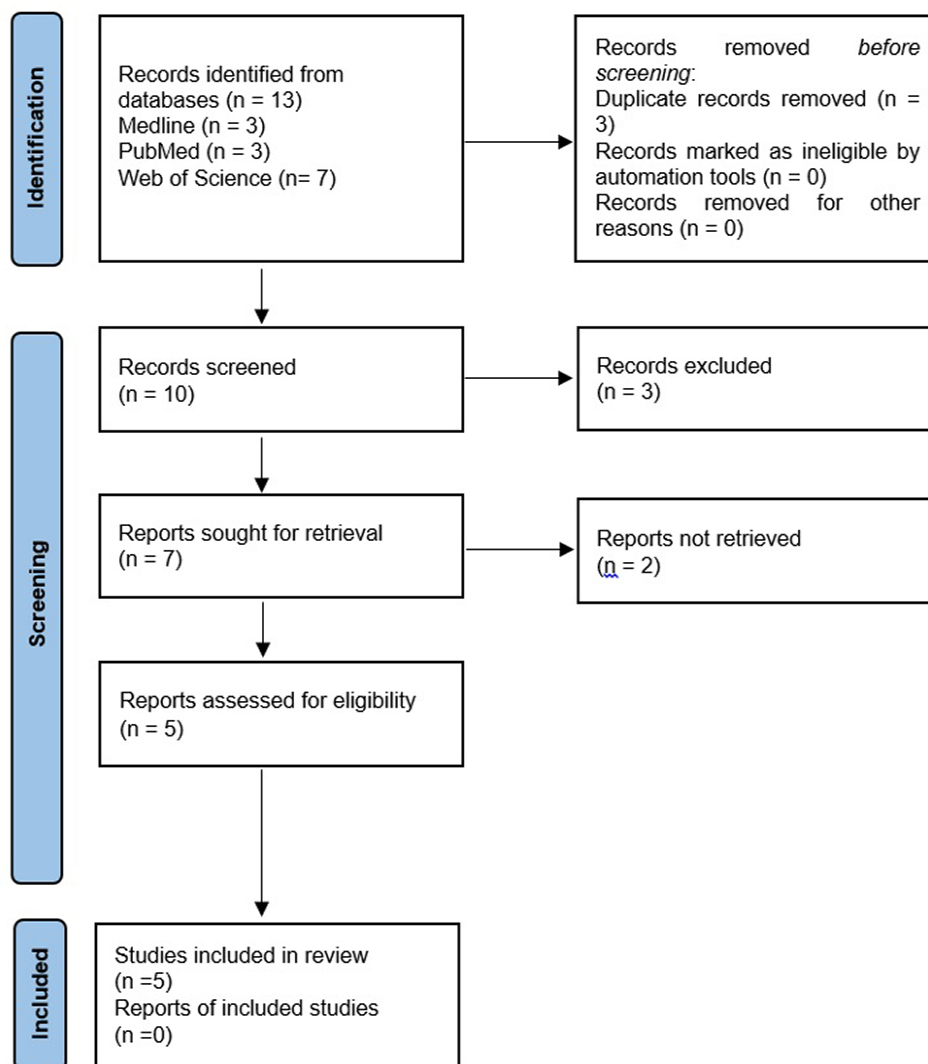 Identification
Records identified from
databases (n = 13)
Medline (n = 3)
PubMed (n = 3)
Web of Science (n= 7)
Records removed before
screening:
Duplicate records removed (n =
3)
Records marked as ineligible by
automation tools (n = 0)
Records removed for other
reasons (n = 0)
Screening
Records screened
(n = 10)
Records excluded
(n = 3)
Reports sought for retrieval
(n = 7)
Reports not retrieved
(n = 2)
Reports assessed for eligibility
(n = 5)
Included
Studies included in review
(n =5)
Reports of included studies
(n =0)